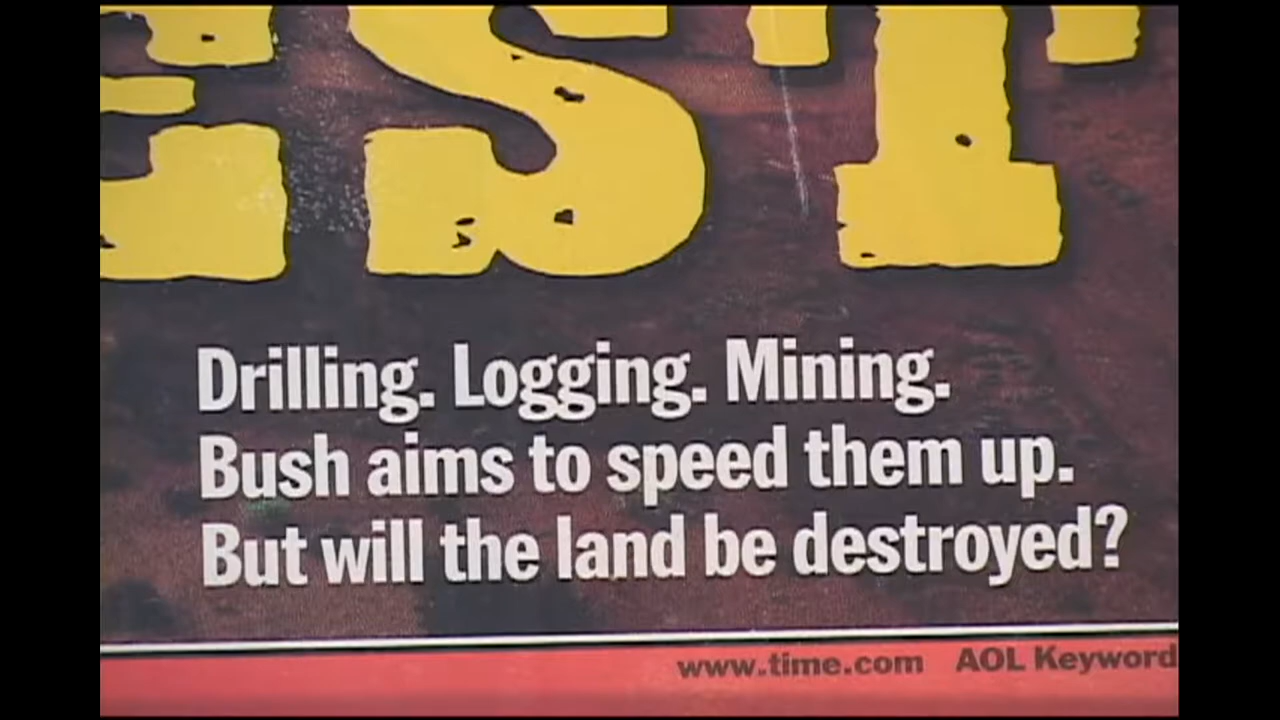 EST
Drilling. Logging. Mining.
Bush aims to speed them up.
But will the land be destroyed?
www.time.com AOL Keyword